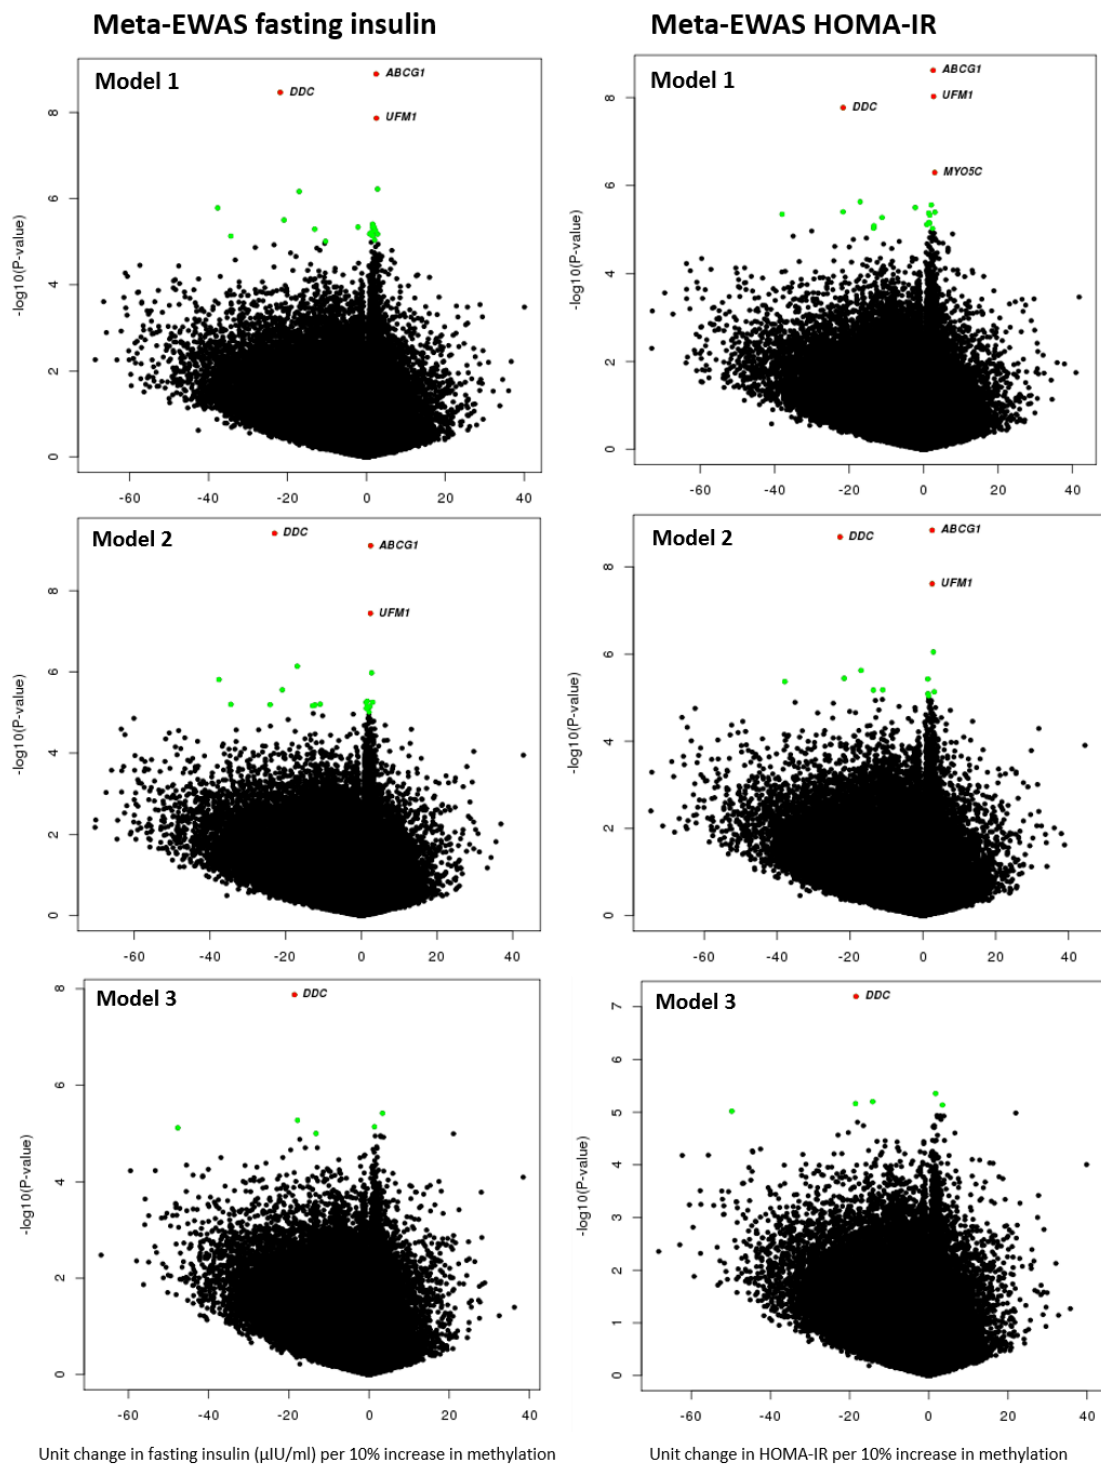 Meta-EWAS fasting insulin
Meta-EWAS HOMA-IR
Model 1
ABCG1
DDC
UFM1
-log10(P-value)
8
6
4
2
0
-60 -40 -20 0 20 40
Model 1
ABCG1
UFM1
DDC
MYO5C
-log10(P-value)
8
6
4
2
0
-60 -40 -20 0 20 40
Model 2
DDC
ABCG1
UFM1
-log10(P-value)
8
6
4
2
0
-60 -40 -20 0 20 40
Model 2
ABCG1
DDC
UFM1
-log10(P-value)
8
6
4
2
0
-60 -40 -20 0 20 40
Model 3
DDC
-log10(P-value)
8
6
4
2
0
-60 -40 -20 0 20 40
Model 3
DDC
-log10(P-value)
7
6
5
4
3
2
1
0
-60 -40 -20 0 20 40
Unit change in fasting insulin (μIU/ml) per 10% increase in methylation
Unit change in HOMA-IR per 10% increase in methylation